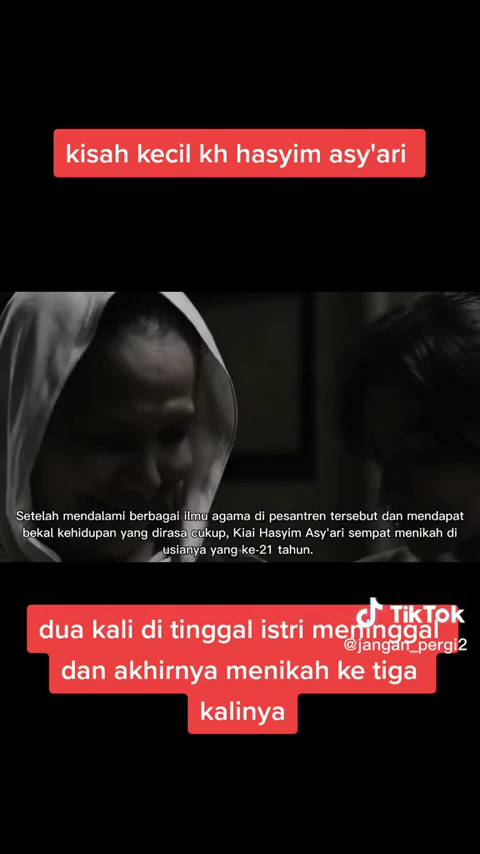 kisah kecil kh hasyim asy'ari
Setelah mendalami berbagai ilmu agama di pesantren tersebut dan mendapat
bekal kehidupan yang dirasa cukup, Kiai Hasyim Asy'ari sempat menikah di
usianya yang ke-21 tahun.
dua kali di tinggal istri meninggal
TikTok
@jangan_pergi2
dan akhirnya menikah ke tiga
kalinya